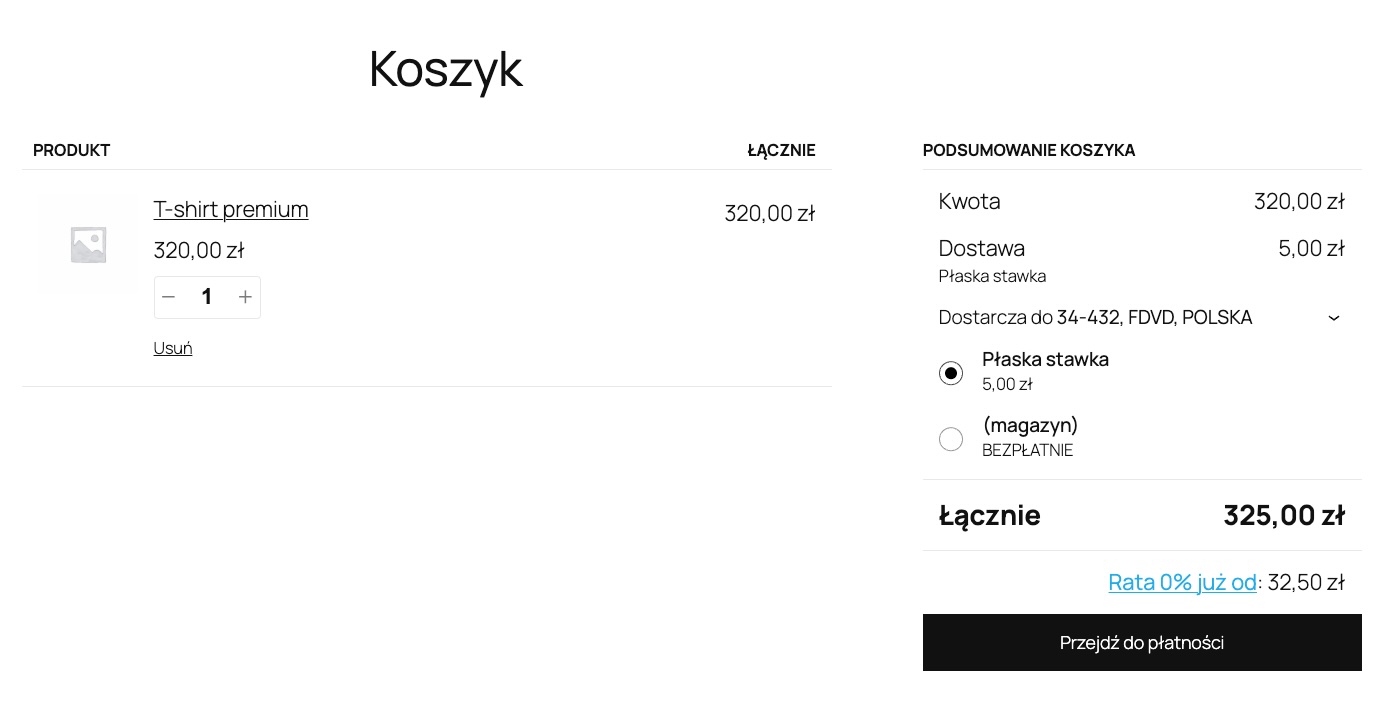 Koszyk
PRODUKT
ŁĄCZNIE
T-shirt premium
320,00 zł
320,00 zł
− 1 +
Usuń
PODSUMOWANIE KOSZYKA
Kwota 320,00 zł
Dostawa 5,00 zł
Płaska stawka
Dostarcza do 34-432, FDVD, POLSKA
Płaska stawka
5,00 zł
(magazyn)
BEZPŁATNIE
Łącznie 325,00 zł
Rata 0% już od: 32,50 zł
Przejdź do płatności